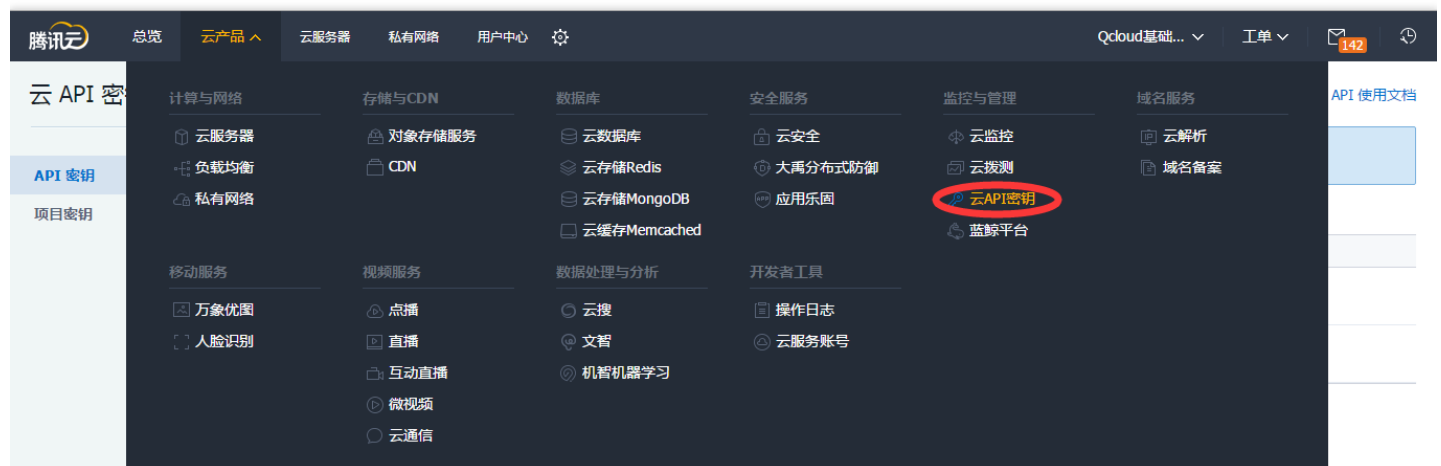 腾讯云 总览 云产品 云服务器 私有网络 用户中心 Qcloud基础... 工单 142
云 API 密
API 使用文档
API 密钥
项目密钥
计算与网络 存储与CDN 数据库 安全服务 监控与管理 域名服务
云服务器 对象存储服务 云数据库 云安全 云监控 云解析
负载均衡 CDN 云存储Redis 大禹分布式防御 云拨测 域名备案
私有网络 云存储MongoDB 应用乐固 云API密钥
云缓存Memcached 蓝鲸平台
移动服务 视频服务 数据处理与分析 开发者工具
万象优图 点播 云搜 操作日志
人脸识别 直播 文智 云服务账号
互动直播 机智机器学习
微视频
云通信